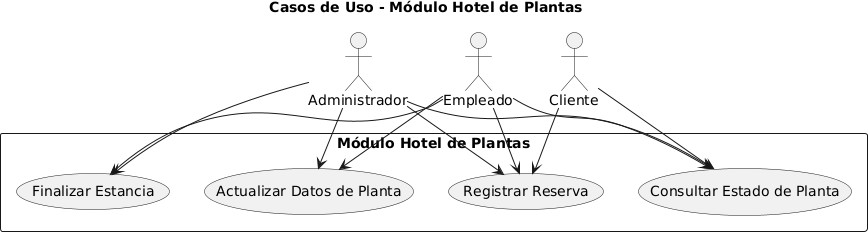 Casos de Uso - Módulo Hotel de Plantas
Administrador
Empleado
Cliente
Módulo Hotel de Plantas
Finalizar Estancia
Actualizar Datos de Planta
Registrar Reserva
Consultar Estado de Planta